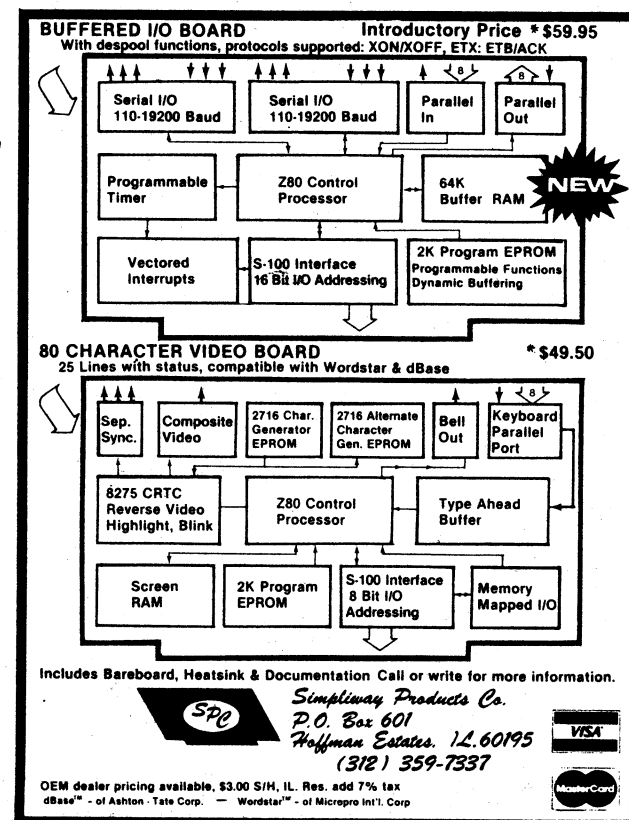 BUFFERED I/O BOARD Introductory Price * $59.95
With despool functions, protocols supported: XON/XOFF, ETX: ETB/ACK
8
8
Serial I/O
110-19200 Baud
Serial I/O
110-19200 Baud
Parallel
In
Parallel
Out
Programmable
Timer
Z80 Control
Processor
64K
Buffer RAM
NEW
Vectored
Interrupts
S-100 Interface
16 Bit I/O Addressing
2K Program EPROM
Programmable Functions
Dynamic Buffering
80 CHARACTER VIDEO BOARD * $49.50
25 Lines with status, compatible with Wordstar & dBase
8
Sep.
Sync.
Composite
Video
2716 Char.
Generator
EPROM
2716 Alternate
Character
Gen. EPROM
Bell
Out
Keyboard
Parallel
Port
8275 CRTC
Reverse Video
Highlight, Blink
Z80 Control
Processor
Type Ahead
Buffer
Screen
RAM
2K Program
EPROM
S-100 Interface
8 Bit I/O
Addressing
Memory
Mapped I/O
Includes Bareboard, Heatsink & Documentation Call or write for more information.
SPC
Simpliway Products Co.
P.O. Box 601
Hoffman Estates, IL. 60195
(312) 359-7337
VISA
MasterCard
OEM dealer pricing available, $3.00 S/H, IL. Res. add 7% tax
dBase™ - of Ashton - Tate Corp. — Wordstar™ - of Micropro Int'l. Corp